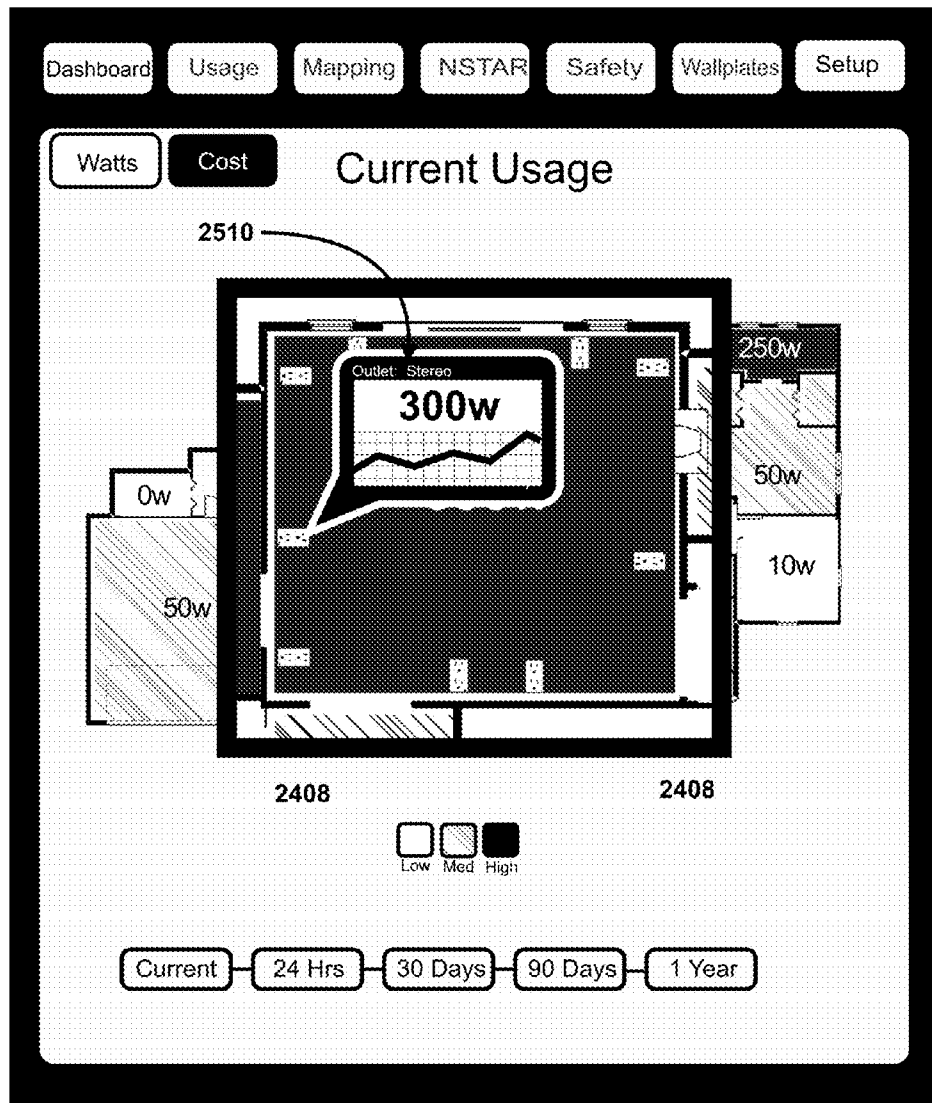 Dashboard Usage Mapping NSTAR Safety Wallplates Setup
Watts Cost Current Usage
2510
250w
Outlet: Stereo
300w
50w
0w
10w
50w
2408 2408
Low Med High
Current 24 Hrs 30 Days 90 Days 1 Year